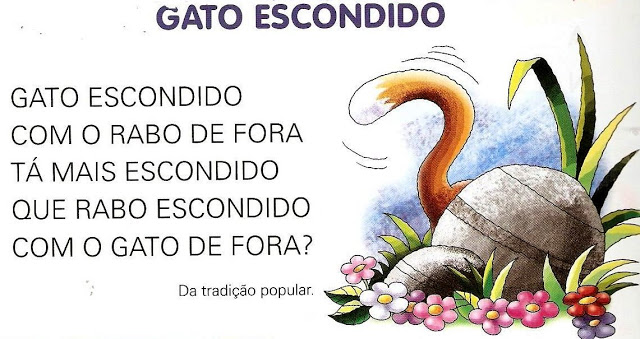 GATO ESCONDIDO
GATO ESCONDIDO
COM O RABO DE FORA
TÁ MAIS ESCONDIDO
QUE RABO ESCONDIDO
COM O GATO DE FORA?
Da tradição popular.